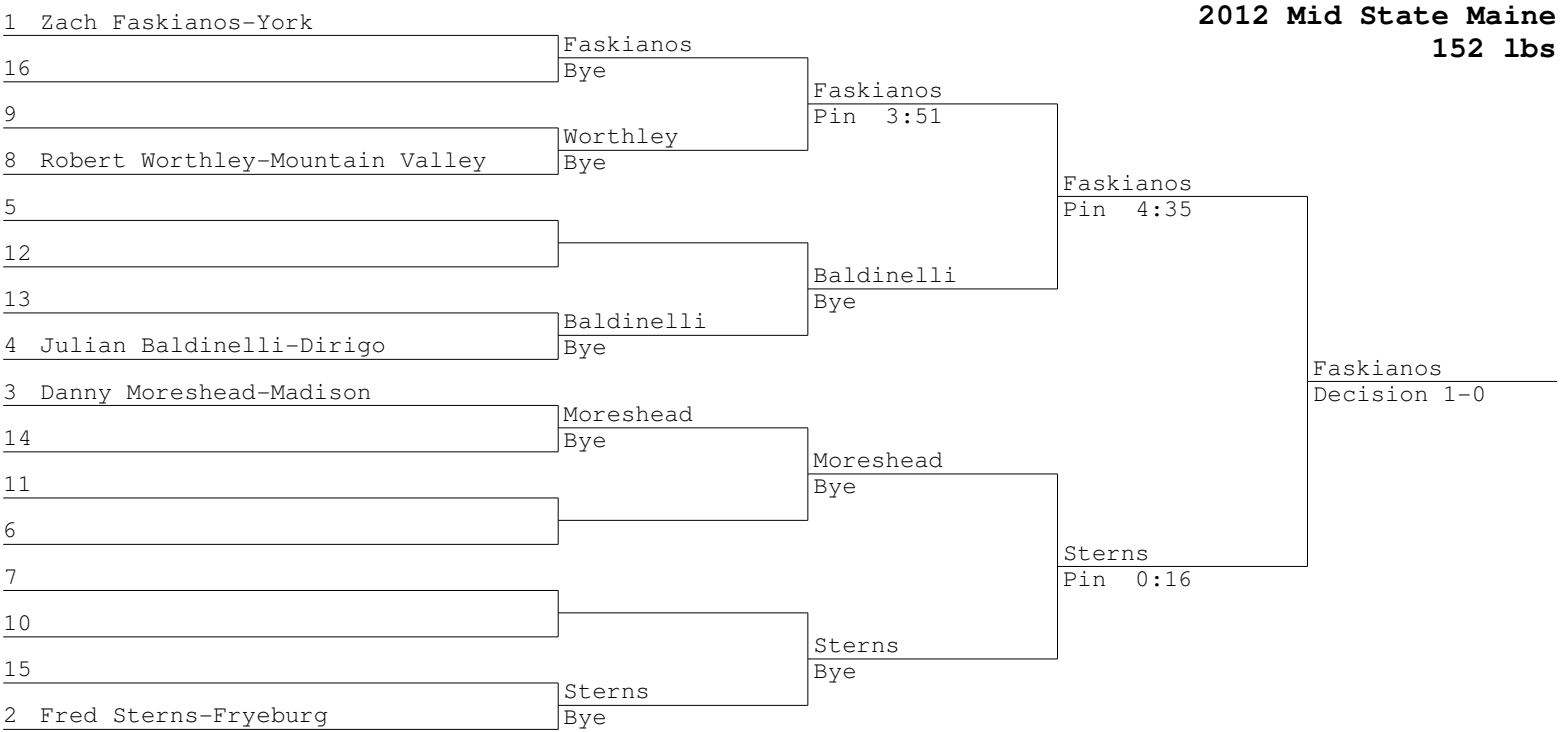 2012 Mid State Maine
152 lbs
1 Zach Faskianos-York
16
9
8 Robert Worthley-Mountain Valley
5
12
13
4 Julian Baldinelli-Dirigo
3 Danny Moreshead-Madison
14
11
6
7
10
15
2 Fred Sterns-Fryeburg
Faskianos
Bye
Worthley
Bye
Baldinelli
Bye
Moreshead
Bye
Sterns
Bye
Faskianos
Pin 3:51
Baldinelli
Bye
Moreshead
Bye
Sterns
Bye
Faskianos
Pin 4:35
Sterns
Pin 0:16
Faskianos
Decision 1-0